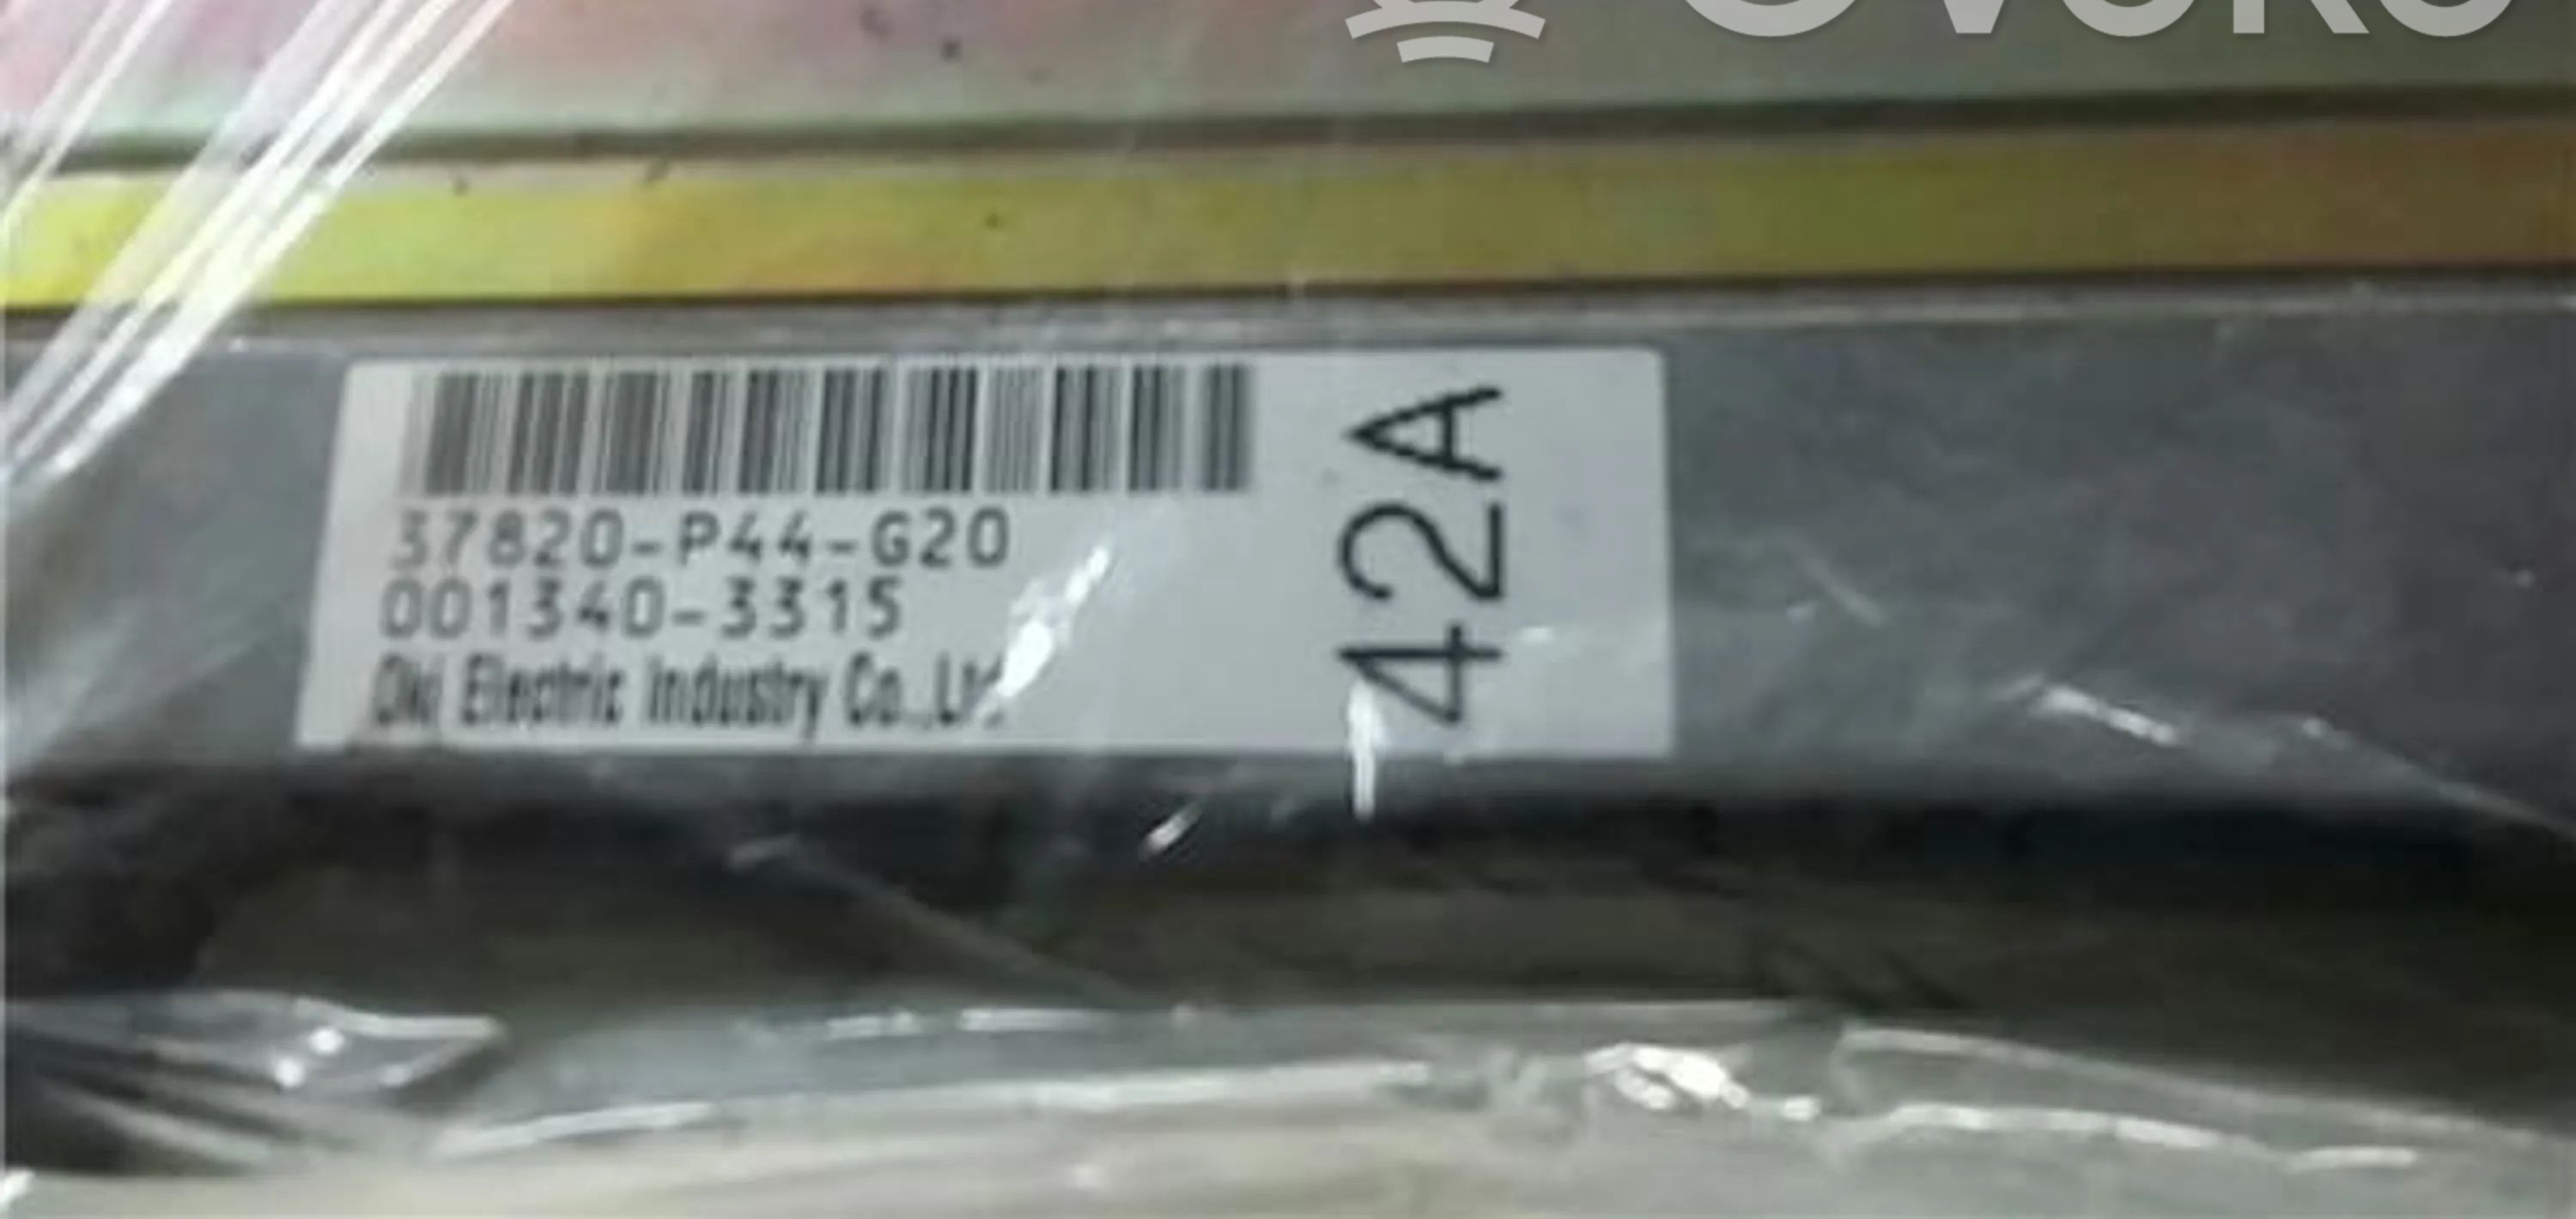 37820-P44-G20
001340-3315
Oki Electric Industry Co.,Ltd.
42A